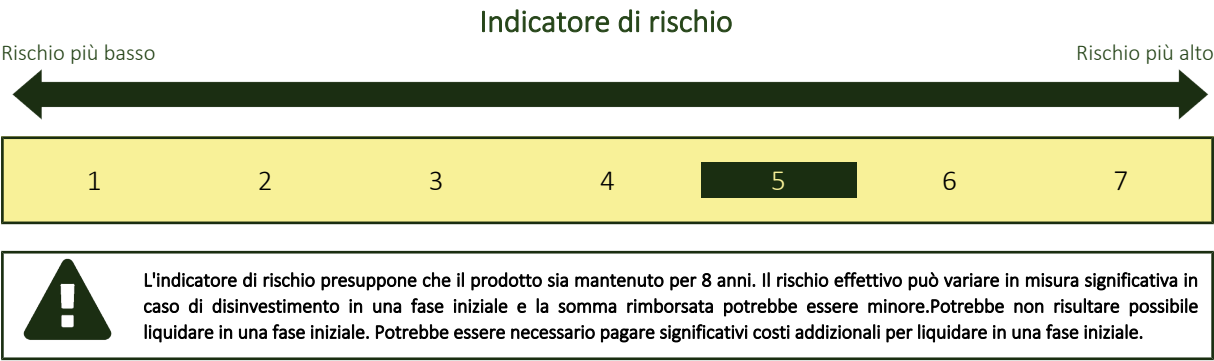 Indicatore di rischio
Rischio più basso Rischio più alto
1 2 3 4 5 6 7
L'indicatore di rischio presuppone che il prodotto sia mantenuto per 8 anni. Il rischio effettivo può variare in misura significativa in
caso di disinvestimento in una fase iniziale e la somma rimborsata potrebbe essere minore.Potrebbe non risultare possibile
liquidare in una fase iniziale. Potrebbe essere necessario pagare significativi costi addizionali per liquidare in una fase iniziale.